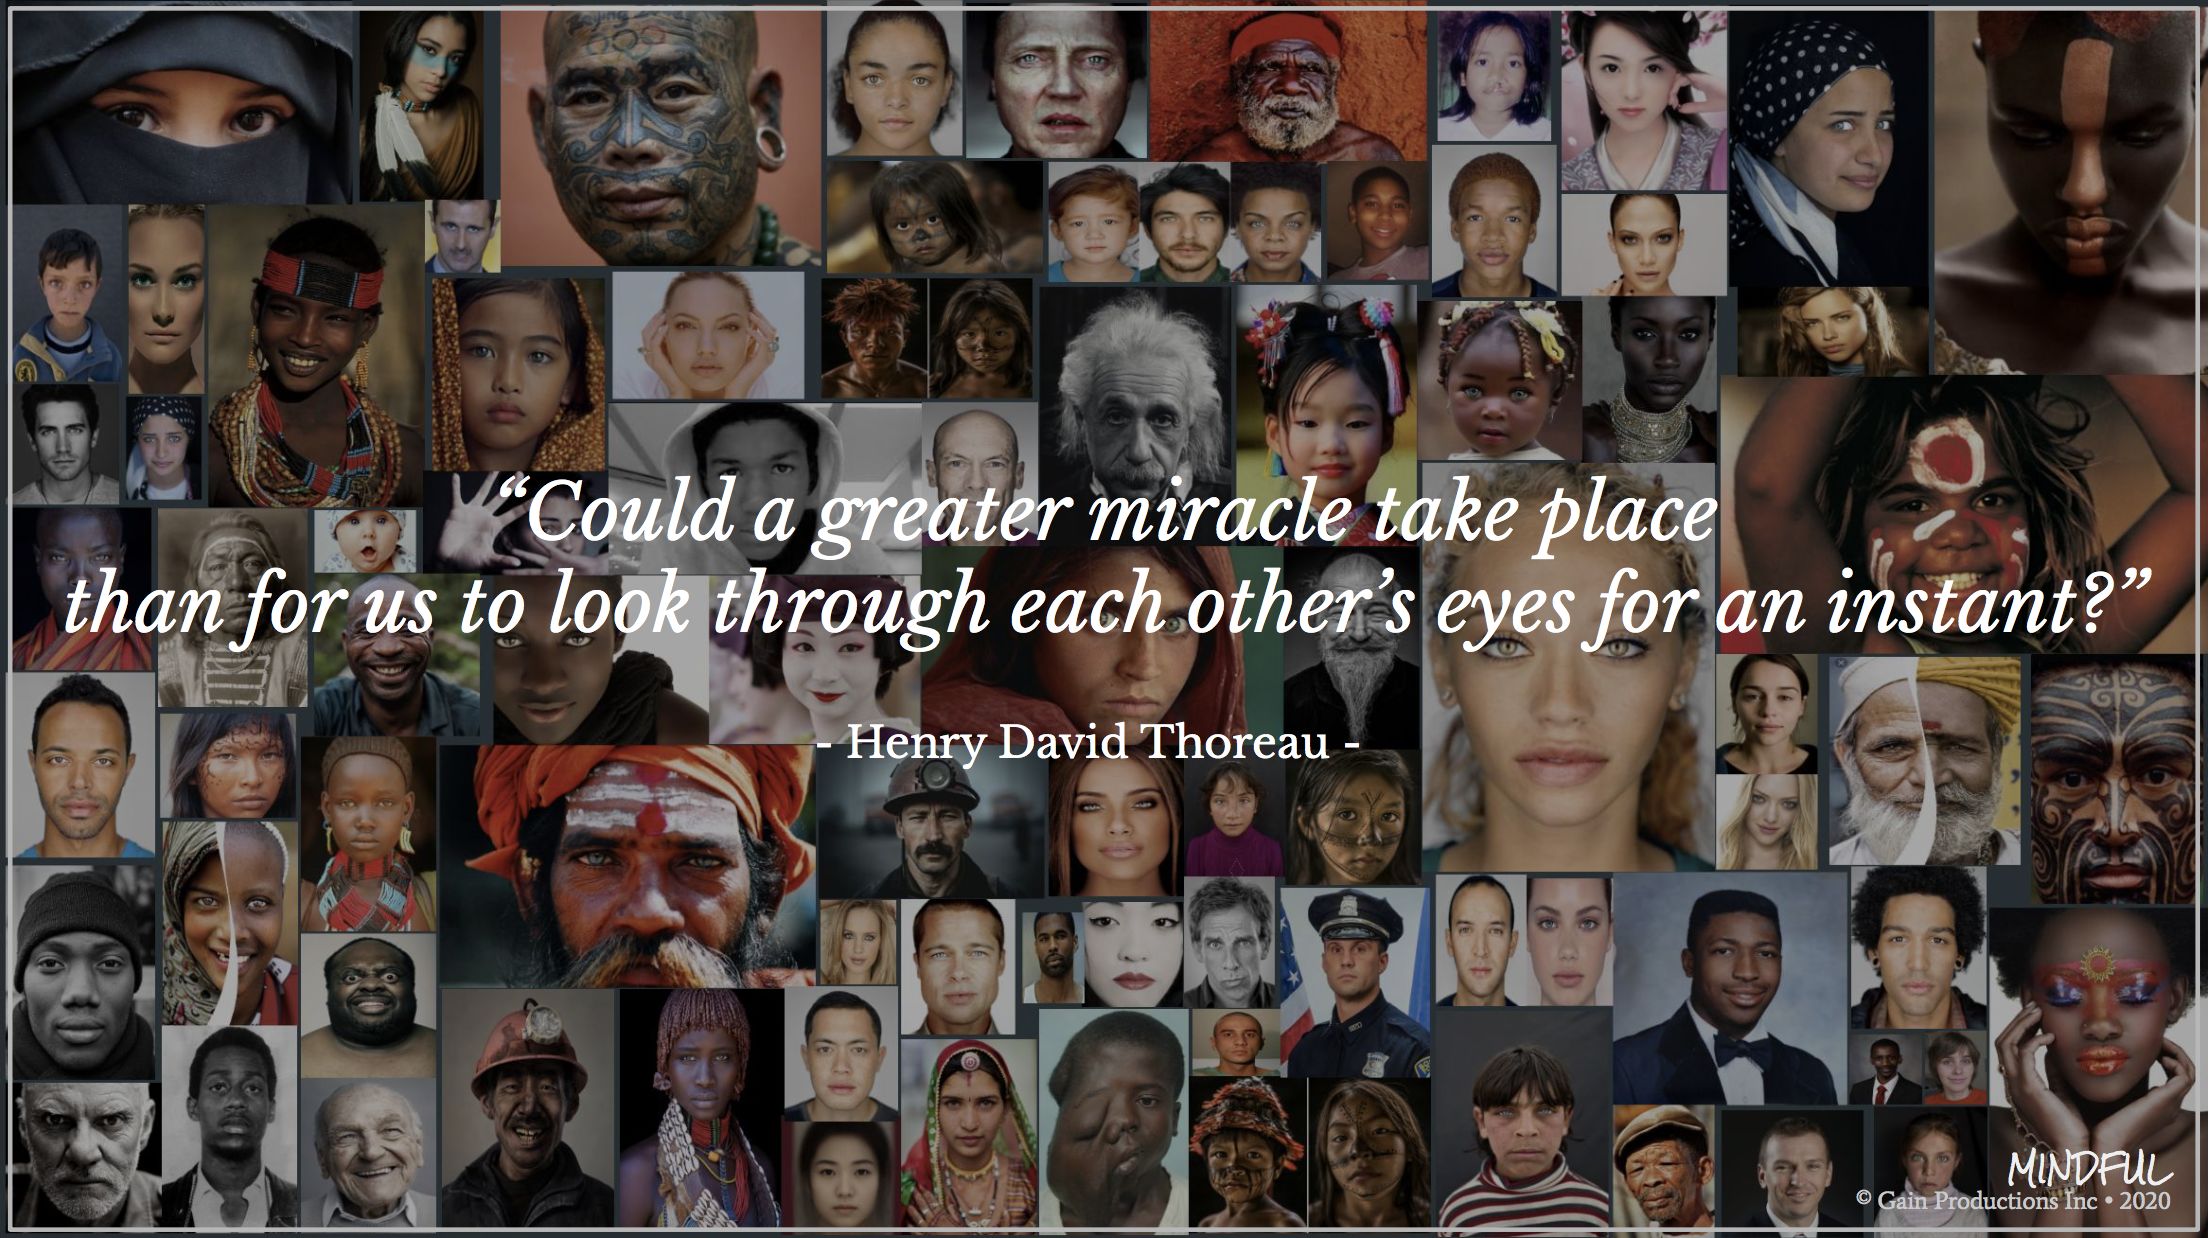 “Could a greater miracle take place
than for us to look through each other’s eyes for an instant?”
- Henry David Thoreau -
MINDFUL
© Gain Productions Inc • 2020